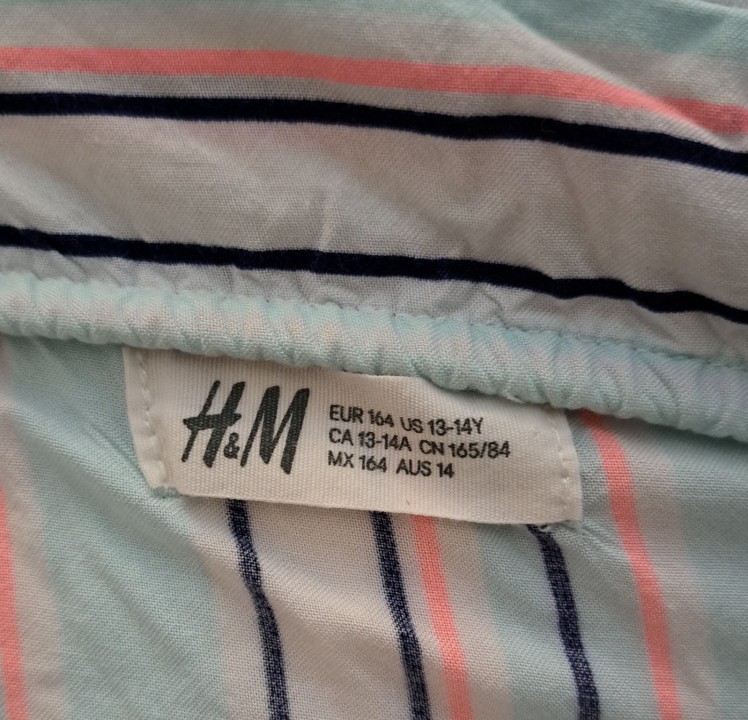 H&M
EUR 164 US 13-14Y
CA 13-14A CN 165/84
MX 164 AUS 14